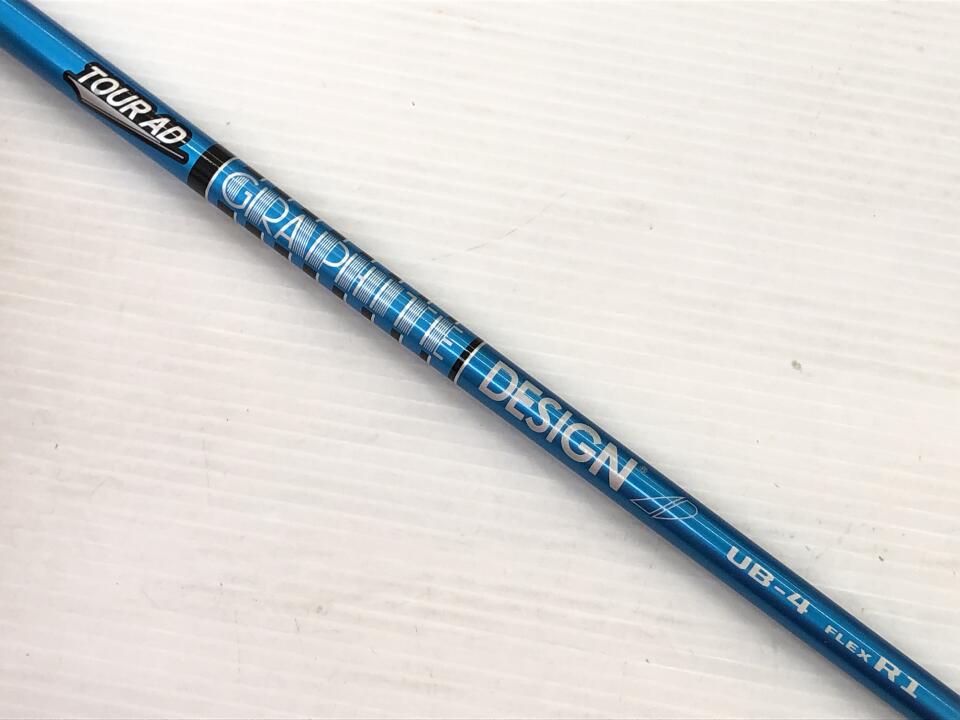 TOUR AD
GRAPHITE
DESIGN® AD
UB-4
FLEX R1